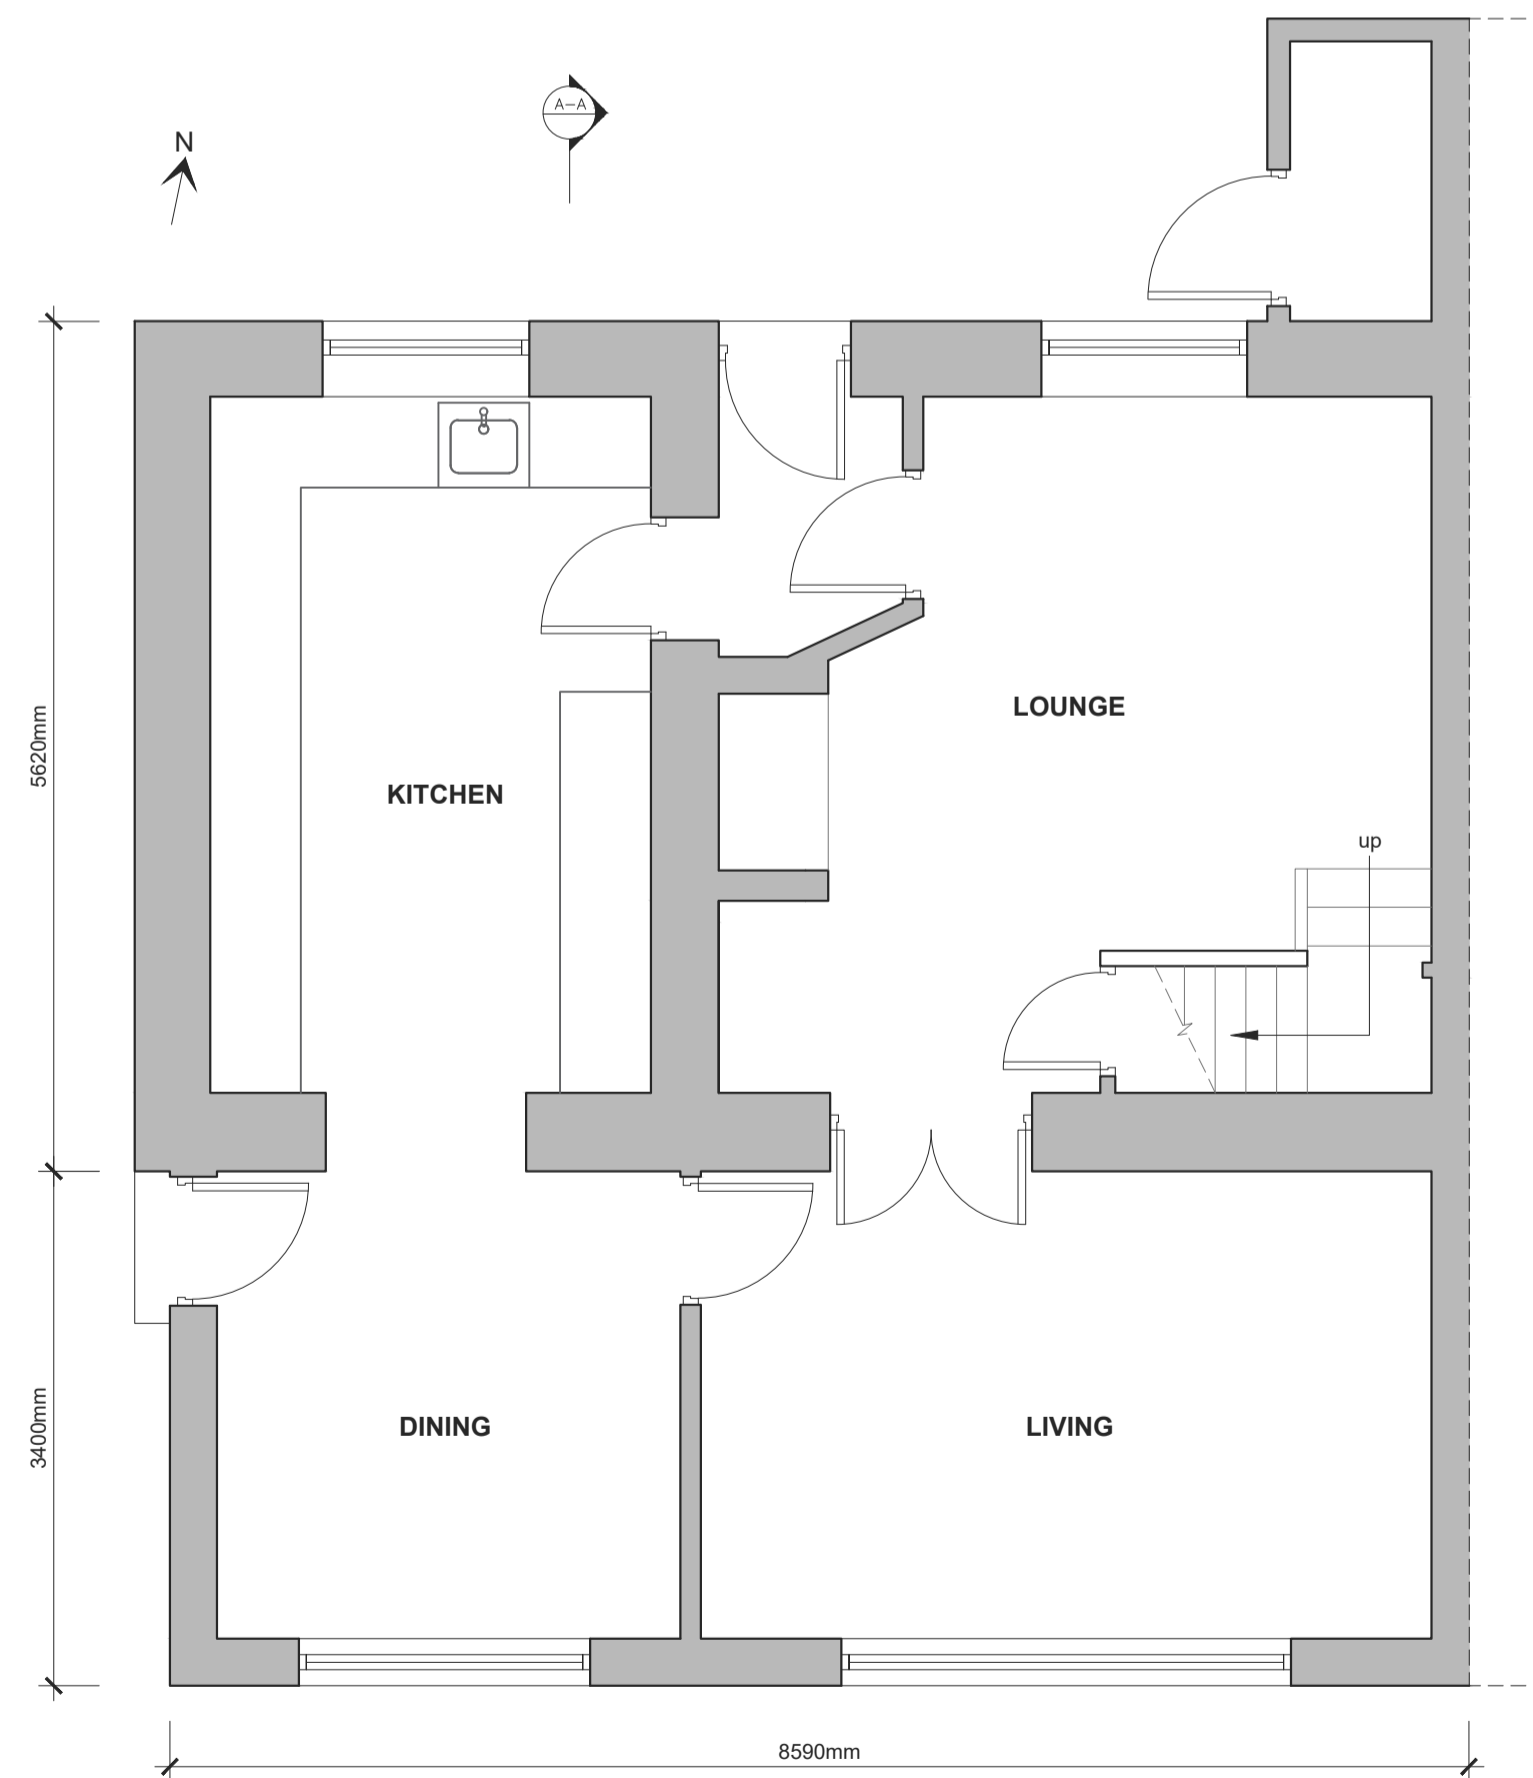 A-A
N
LOUNGE
5620mm
KITCHEN
up
DINING
LIVING
3400mm
8590mm